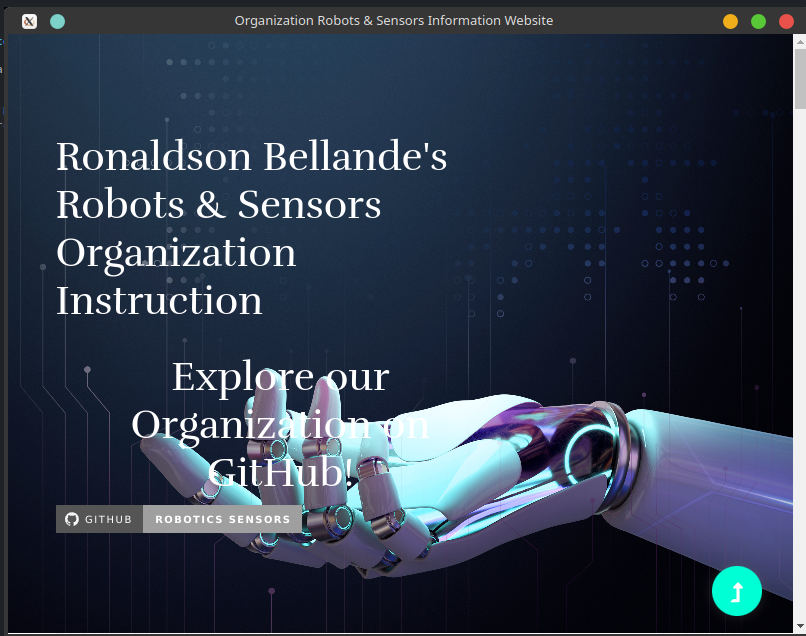 Organization Robots & Sensors Information Website
Ronaldson Bellande's
Robots & Sensors
Organization
Instruction
Explore our
Organization on
GitHub!
GITHUB ROBOTICS SENSORS